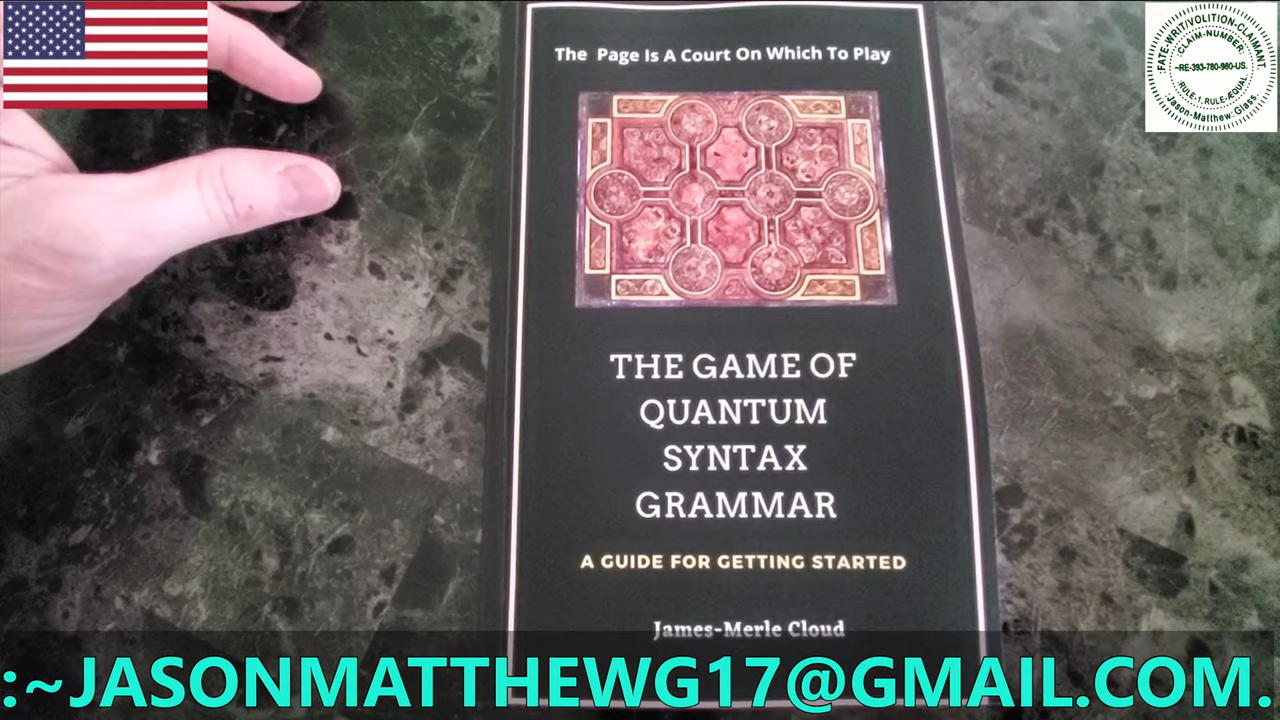 The Page Is A Court On Which To Play
FATE-WRIT/VOLITION-CLAIMANT
CLAIM-NUMBER:
~RE-393-780-980-US.
:RULE-1, RULE-ÆQUAL.
Jason-Matthew: Glass.
THE GAME OF
QUANTUM
SYNTAX
GRAMMAR
A GUIDE FOR GETTING STARTED
James-Merle Cloud
:~JASONMATTHEWG17@GMAIL.COM.